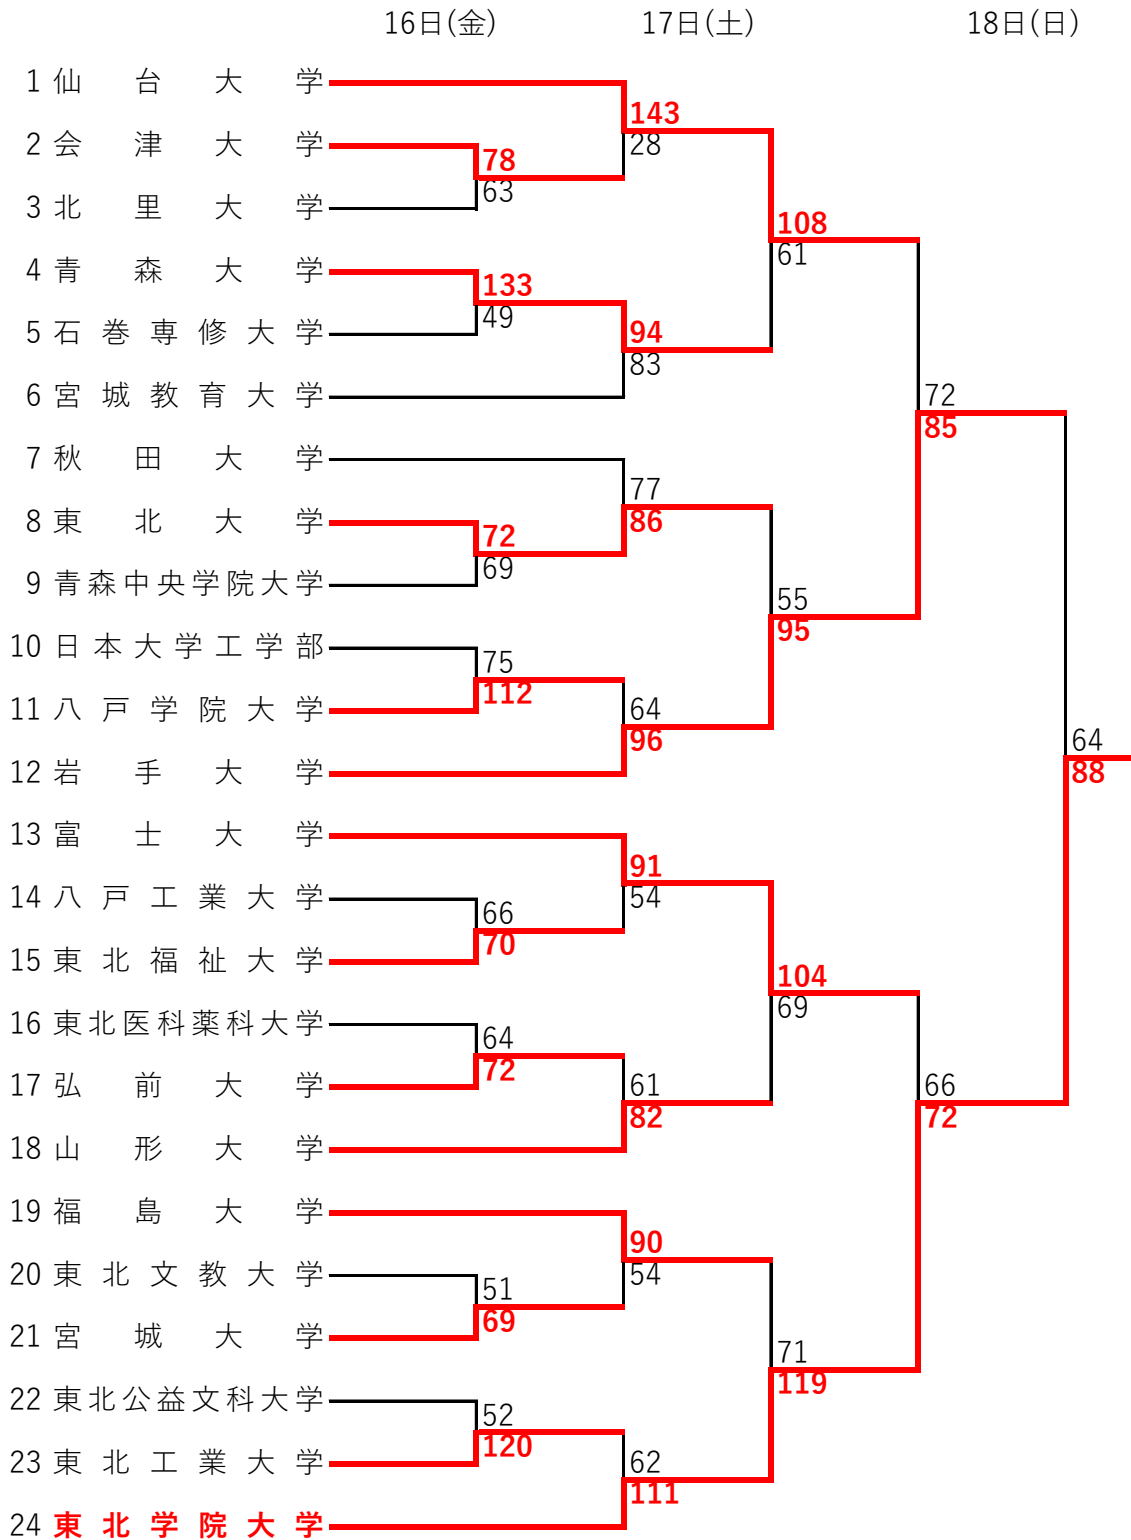 16日(金) 17日(土) 18日(日)
1 仙台大学
143
2 会津大学
78
28
63
3 北里大学
108
61
4 青森大学
133
49
5 石巻専修大学
94
83
6 宮城教育大学
72
85
7 秋田大学
77
86
8 東北大学
72
69
9 青森中央学院大学
55
95
10 日本大学工学部
75
112
11 八戸学院大学
64
96
12 岩手大学
64
88
13 富士大学
91
54
14 八戸工業大学
66
70
15 東北福祉大学
104
69
16 東北医科薬科大学
64
72
17 弘前大学
61
82
66
72
18 山形大学
19 福島大学
90
54
20 東北文教大学
51
69
21 宮城大学
71
119
22 東北公益文科大学
52
120
23 東北工業大学
62
111
24 東北学院大学